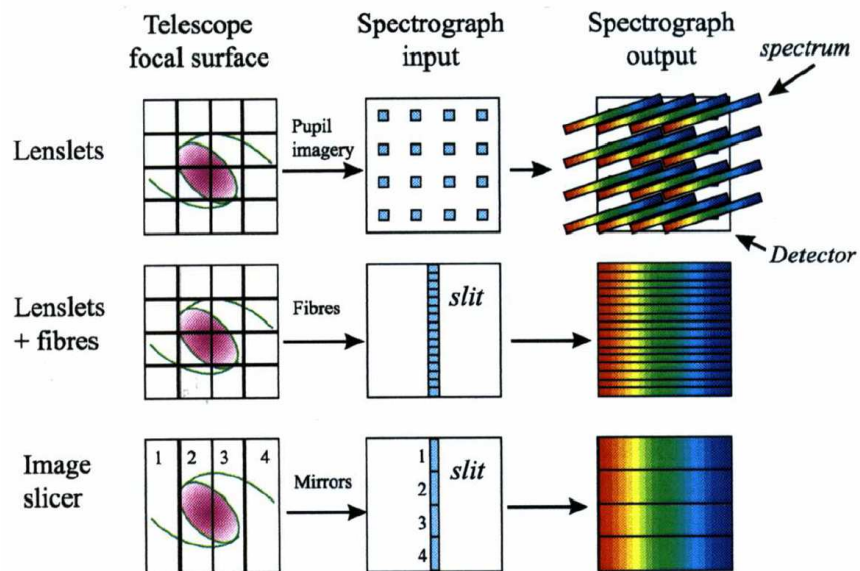 Telescope
focal surface
Spectrograph
input
Spectrograph
output
spectrum
Lenslets
Pupil
imagery
Detector
Lenslets
+ fibres
Fibres
slit
Image
slicer
1 2 3 4
Mirrors
1
2
3
4
slit